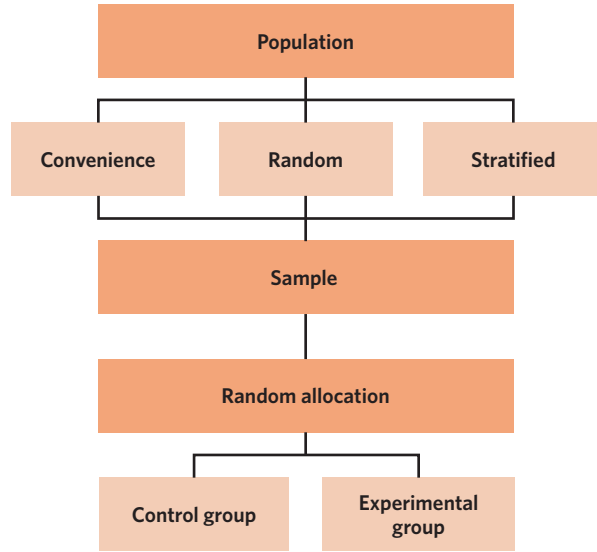 Population
Convenience
Random
Stratified
Sample
Random allocation
Control group
Experimental
group